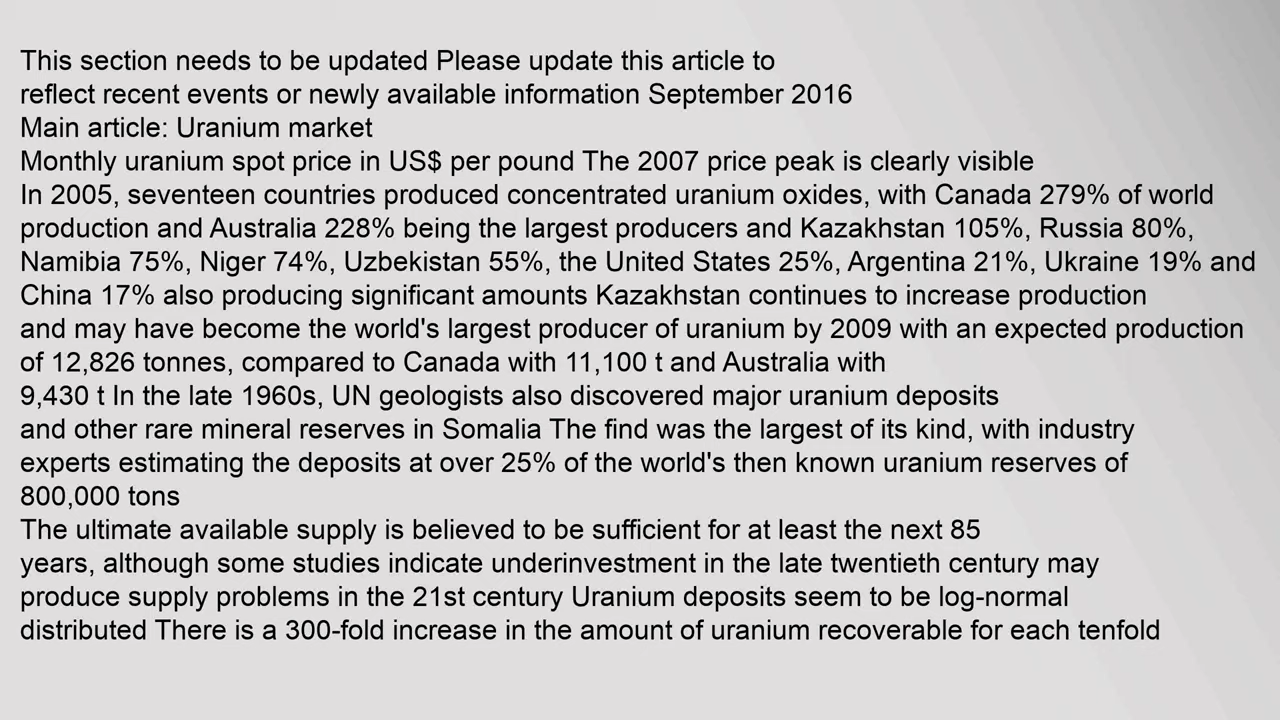 This section needs to be updated Please update this article to
reflect recent events or newly available information September 2016
Main article: Uranium market
Monthly uranium spot price in US$ per pound The 2007 price peak is clearly visible
In 2005, seventeen countries produced concentrated uranium oxides, with Canada 279% of world
production and Australia 228% being the largest producers and Kazakhstan 105%, Russia 80%,
Namibia 75%, Niger 74%, Uzbekistan 55%, the United States 25%, Argentina 21%, Ukraine 19% and
China 17% also producing significant amounts Kazakhstan continues to increase production
and may have become the world's largest producer of uranium by 2009 with an expected production
of 12,826 tonnes, compared to Canada with 11,100 t and Australia with
9,430 t In the late 1960s, UN geologists also discovered major uranium deposits
and other rare mineral reserves in Somalia The find was the largest of its kind, with industry
experts estimating the deposits at over 25% of the world's then known uranium reserves of
800,000 tons
The ultimate available supply is believed to be sufficient for at least the next 85
years, although some studies indicate underinvestment in the late twentieth century may
produce supply problems in the 21st century Uranium deposits seem to be log-normal
distributed There is a 300-fold increase in the amount of uranium recoverable for each tenfold